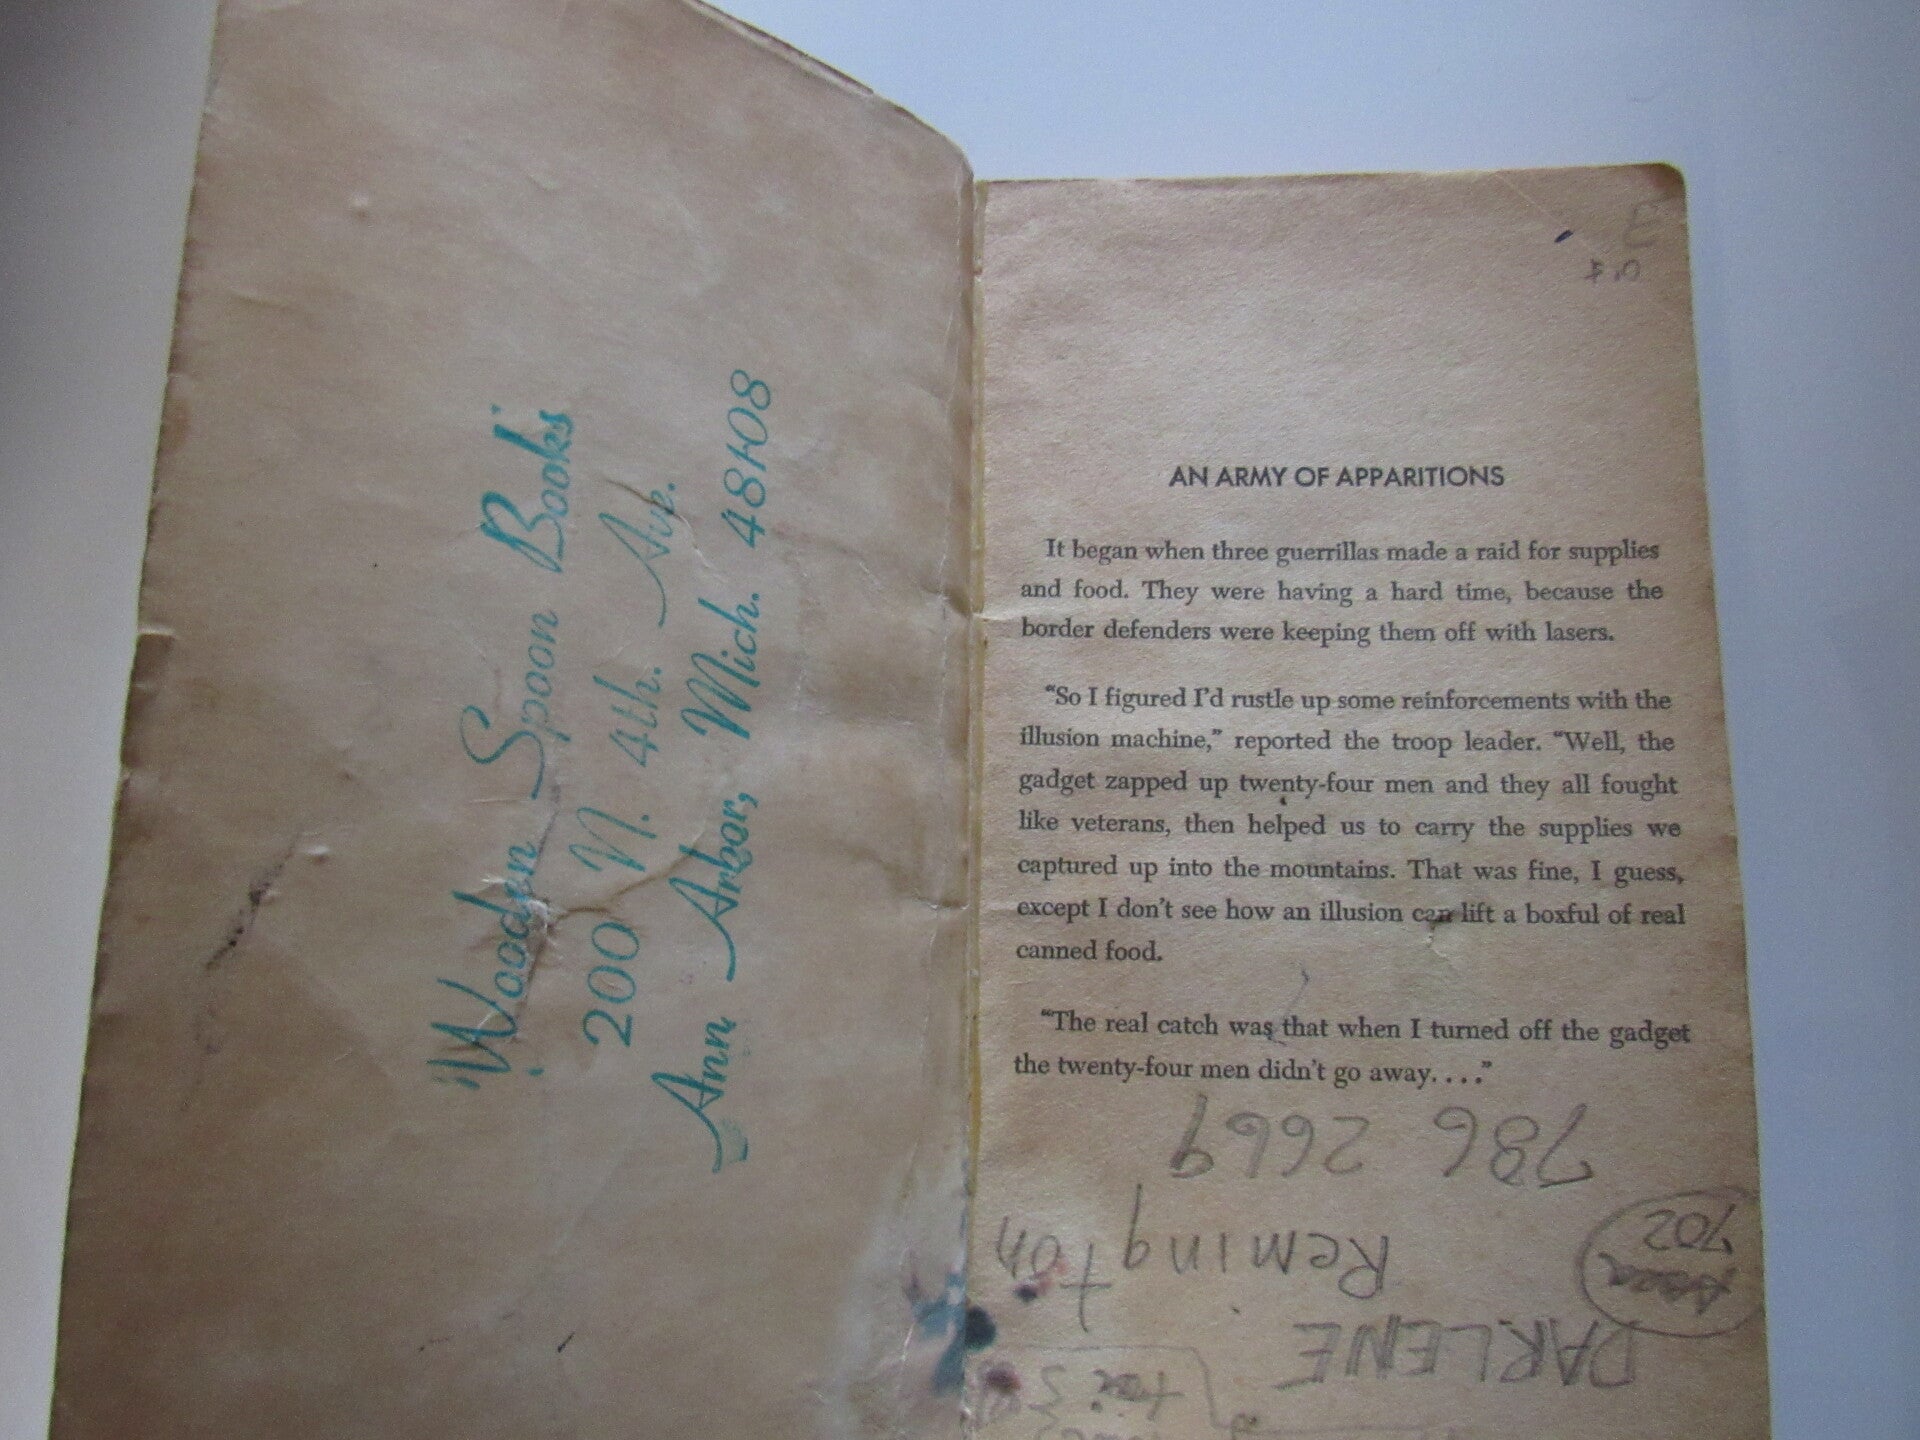 Wooden Spoon Books
200 N. 4th. Ave.
Ann Arbor, Mich. 48108
AN ARMY OF APPARITIONS
It began when three guerrillas made a raid for supplies
and food. They were having a hard time, because the
border defenders were keeping them off with lasers.
"So I figured I'd rustle up some reinforcements with the
illusion machine," reported the troop leader. "Well, the
gadget zapped up twenty-four men and they all fought
like veterans, then helped us to carry the supplies we
captured up into the mountains. That was fine, I guess,
except I don't see how an illusion can lift a boxful of real
canned food.
"The real catch was that when I turned off the gadget
the twenty-four men didn't go away...."
DARLENE
Remington
786 2669
Area
702